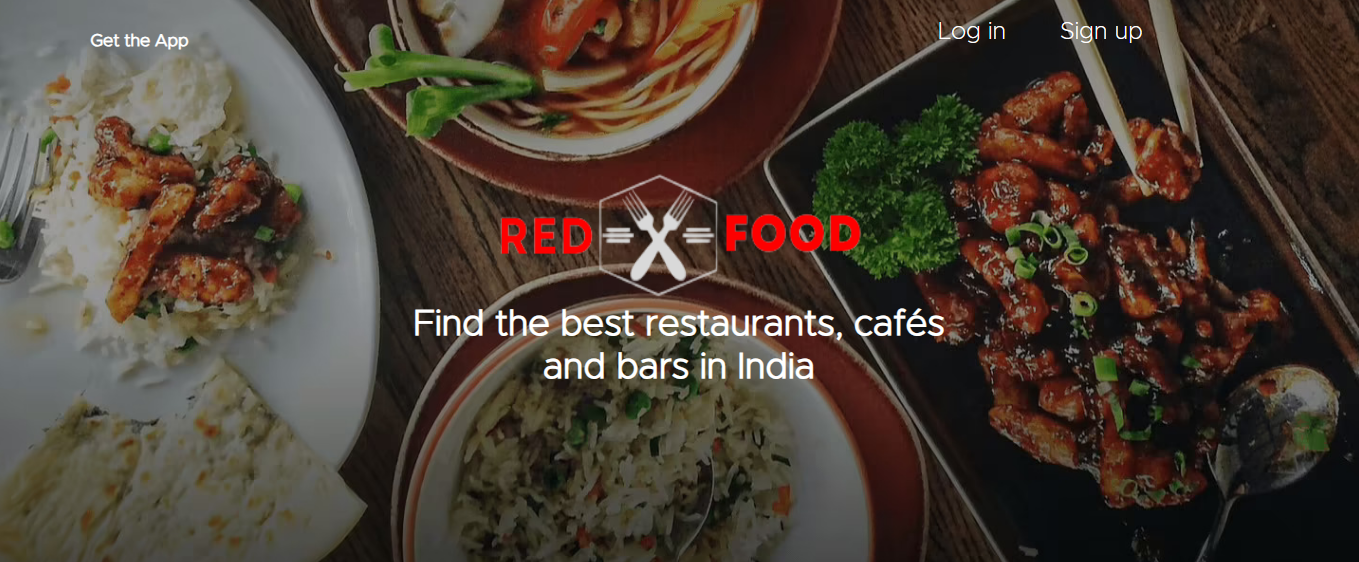 Get the App
Log in
Sign up
RED FOOD
Find the best restaurants, cafés
and bars in India